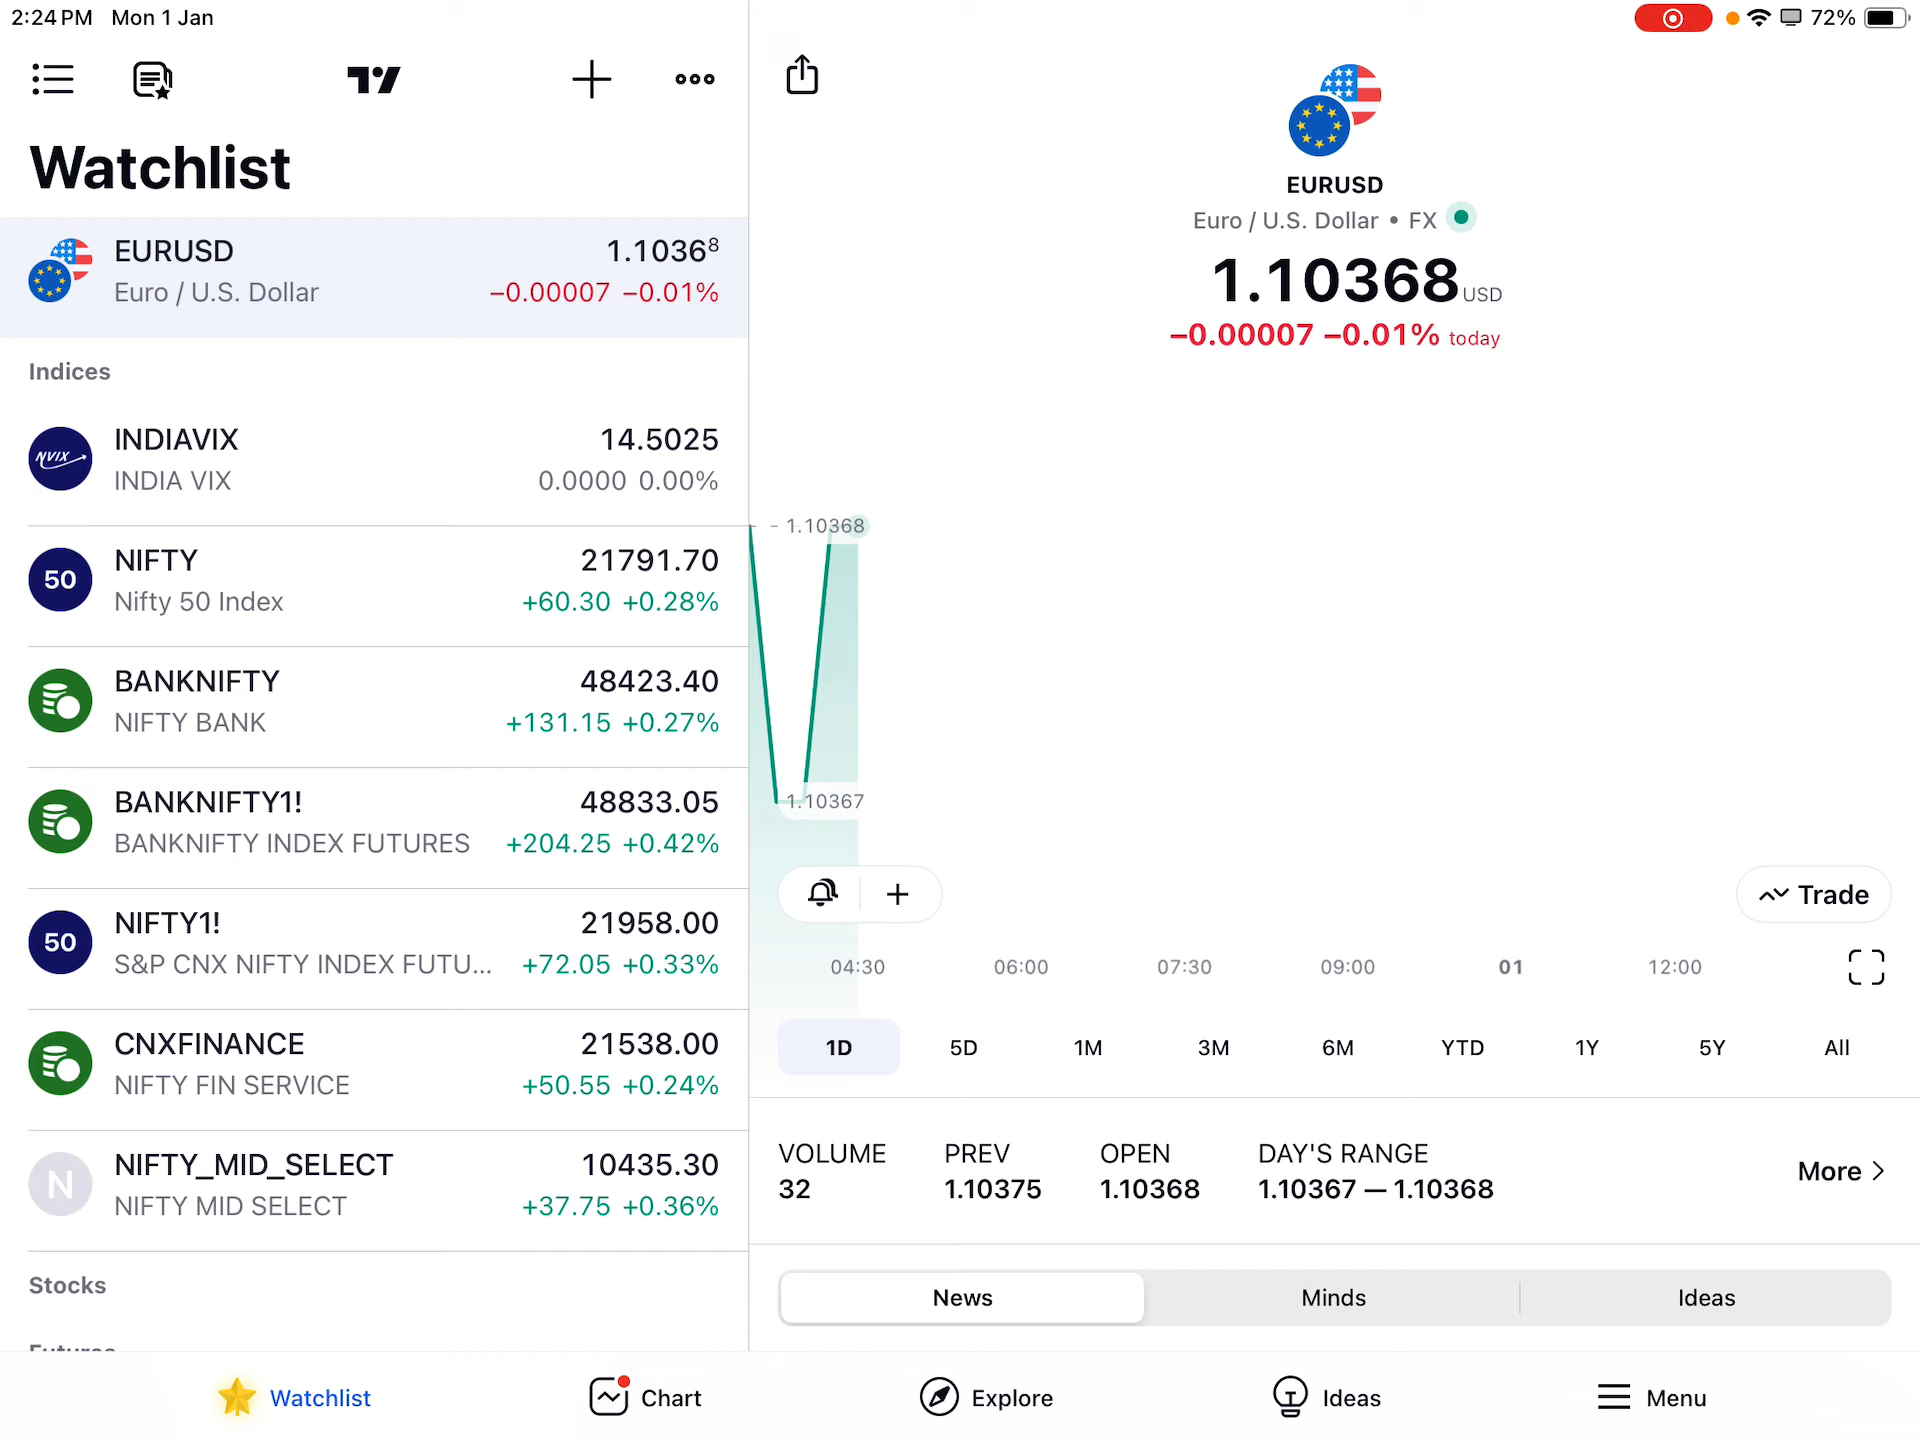 2:24 PM Mon 1 Jan
72%
Watchlist
EURUSD 1.10368
Euro / U.S. Dollar −0.00007 −0.01%
Indices
NVIX
INDIAVIX 14.5025
INDIA VIX 0.0000 0.00%
50
NIFTY 21791.70
Nifty 50 Index +60.30 +0.28%
BANKNIFTY 48423.40
NIFTY BANK +131.15 +0.27%
BANKNIFTY1! 48833.05
BANKNIFTY INDEX FUTURES +204.25 +0.42%
50
NIFTY1! 21958.00
S&P CNX NIFTY INDEX FUTU... +72.05 +0.33%
CNXFINANCE 21538.00
NIFTY FIN SERVICE +50.55 +0.24%
N
NIFTY_MID_SELECT 10435.30
NIFTY MID SELECT +37.75 +0.36%
Stocks
Futures
EURUSD
Euro / U.S. Dollar • FX
1.10368 USD
−0.00007 −0.01% today
1.10368
1.10367
Trade
04:30 06:00 07:30 09:00 01 12:00
1D 5D 1M 3M 6M YTD 1Y 5Y All
VOLUME PREV OPEN DAY'S RANGE
32 1.10375 1.10368 1.10367 — 1.10368
More
News Minds Ideas
Watchlist Chart Explore Ideas Menu